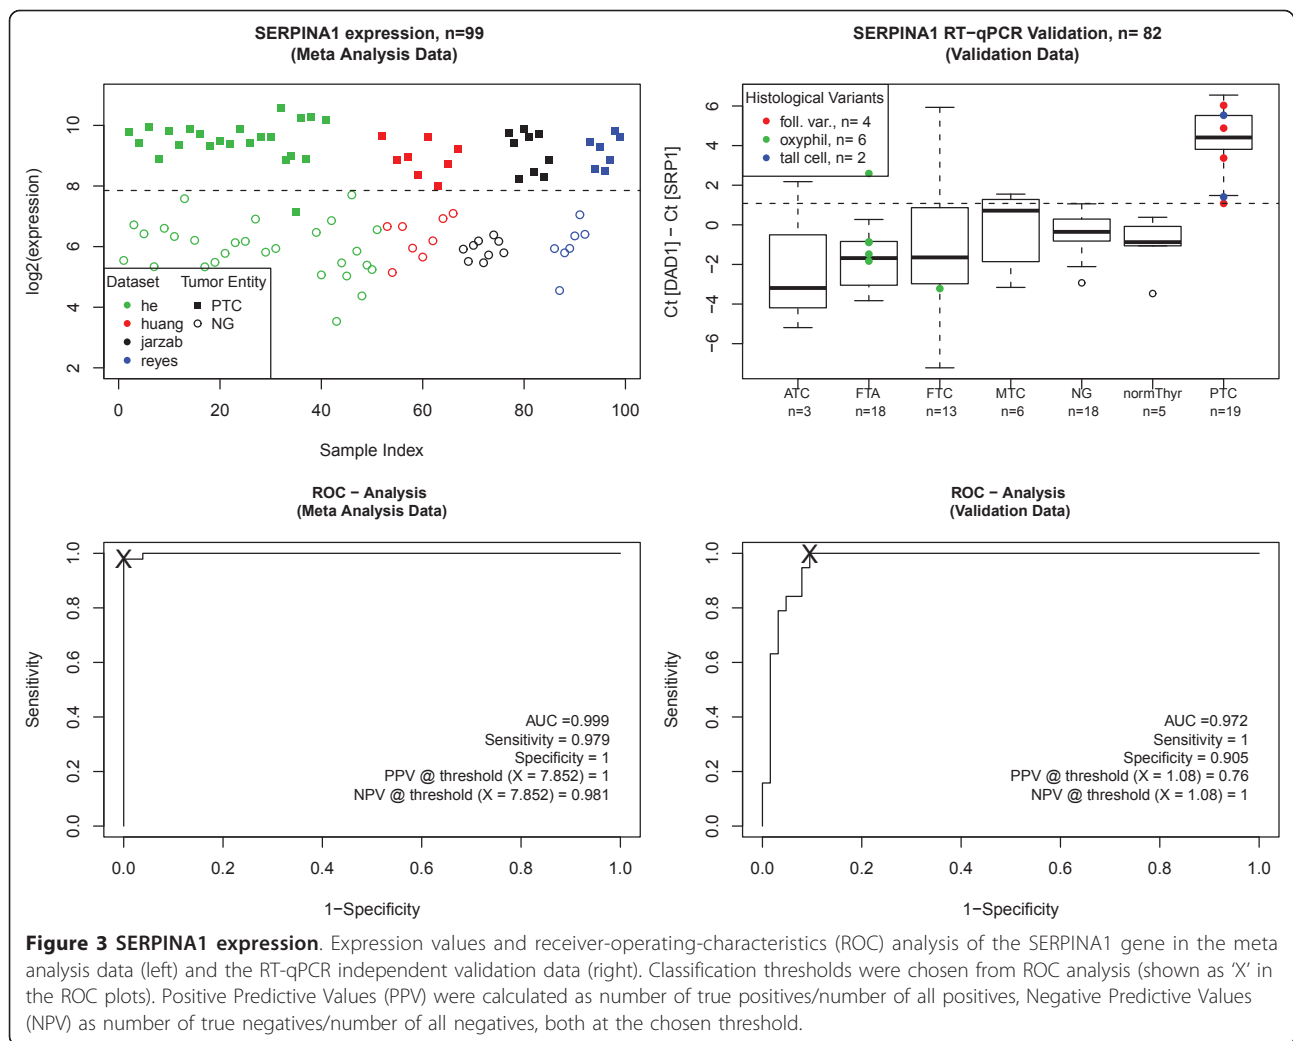 SERPINA1 expression, n=99
(Meta Analysis Data)
log2(expression)
10
8
6
4
2
Dataset
he
huang
jarzab
reyes
Tumor Entity
PTC
NG
0
20
40
60
80
100
Sample Index
SERPINA1 RT−qPCR Validation, n= 82
(Validation Data)
Ct [DAD1] − Ct [SRP1]
6
4
2
0
−2
−4
−6
Histological Variants
foll. var., n= 4
oxyphil, n= 6
tall cell, n= 2
ATC
n=3
FTA
n=18
FTC
n=13
MTC
n=6
NG
n=18
normThyr
n=5
PTC
n=19
ROC − Analysis
(Meta Analysis Data)
Sensitivity
1.0
0.8
0.6
0.4
0.2
0.0
X
AUC =0.999
Sensitivity = 0.979
Specificity = 1
PPV @ threshold (X = 7.852) = 1
NPV @ threshold (X = 7.852) = 0.981
0.0
0.2
0.4
0.6
0.8
1.0
1−Specificity
ROC − Analysis
(Validation Data)
Sensitivity
1.0
0.8
0.6
0.4
0.2
0.0
X
AUC =0.972
Sensitivity = 1
Specificity = 0.905
PPV @ threshold (X = 1.08) = 0.76
NPV @ threshold (X = 1.08) = 1
0.0
0.2
0.4
0.6
0.8
1.0
1−Specificity
Figure 3 SERPINA1 expression. Expression values and receiver-operating-characteristics (ROC) analysis of the SERPINA1 gene in the meta
analysis data (left) and the RT-qPCR independent validation data (right). Classification thresholds were chosen from ROC analysis (shown as ‘X’ in
the ROC plots). Positive Predictive Values (PPV) were calculated as number of true positives/number of all positives, Negative Predictive Values
(NPV) as number of true negatives/number of all negatives, both at the chosen threshold.